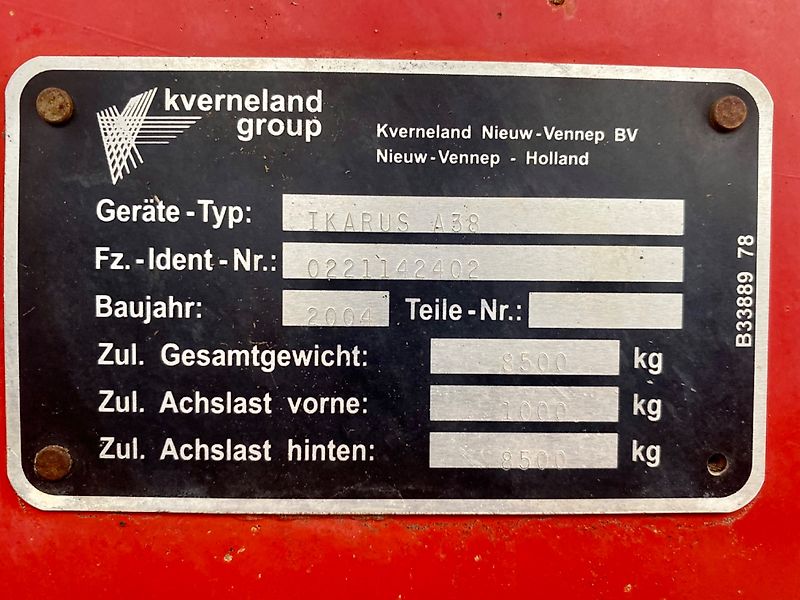 kverneland
group
Kverneland Nieuw-Vennep BV
Nieuw-Vennep - Holland
Geräte-Typ: IKARUS A38
Fz.-Ident-Nr.: 0221142402
Baujahr: 2004 Teile-Nr.:
Zul. Gesamtgewicht: 8500 kg
Zul. Achslast vorne: 1000 kg
Zul. Achslast hinten: 8500 kg
B33889 78